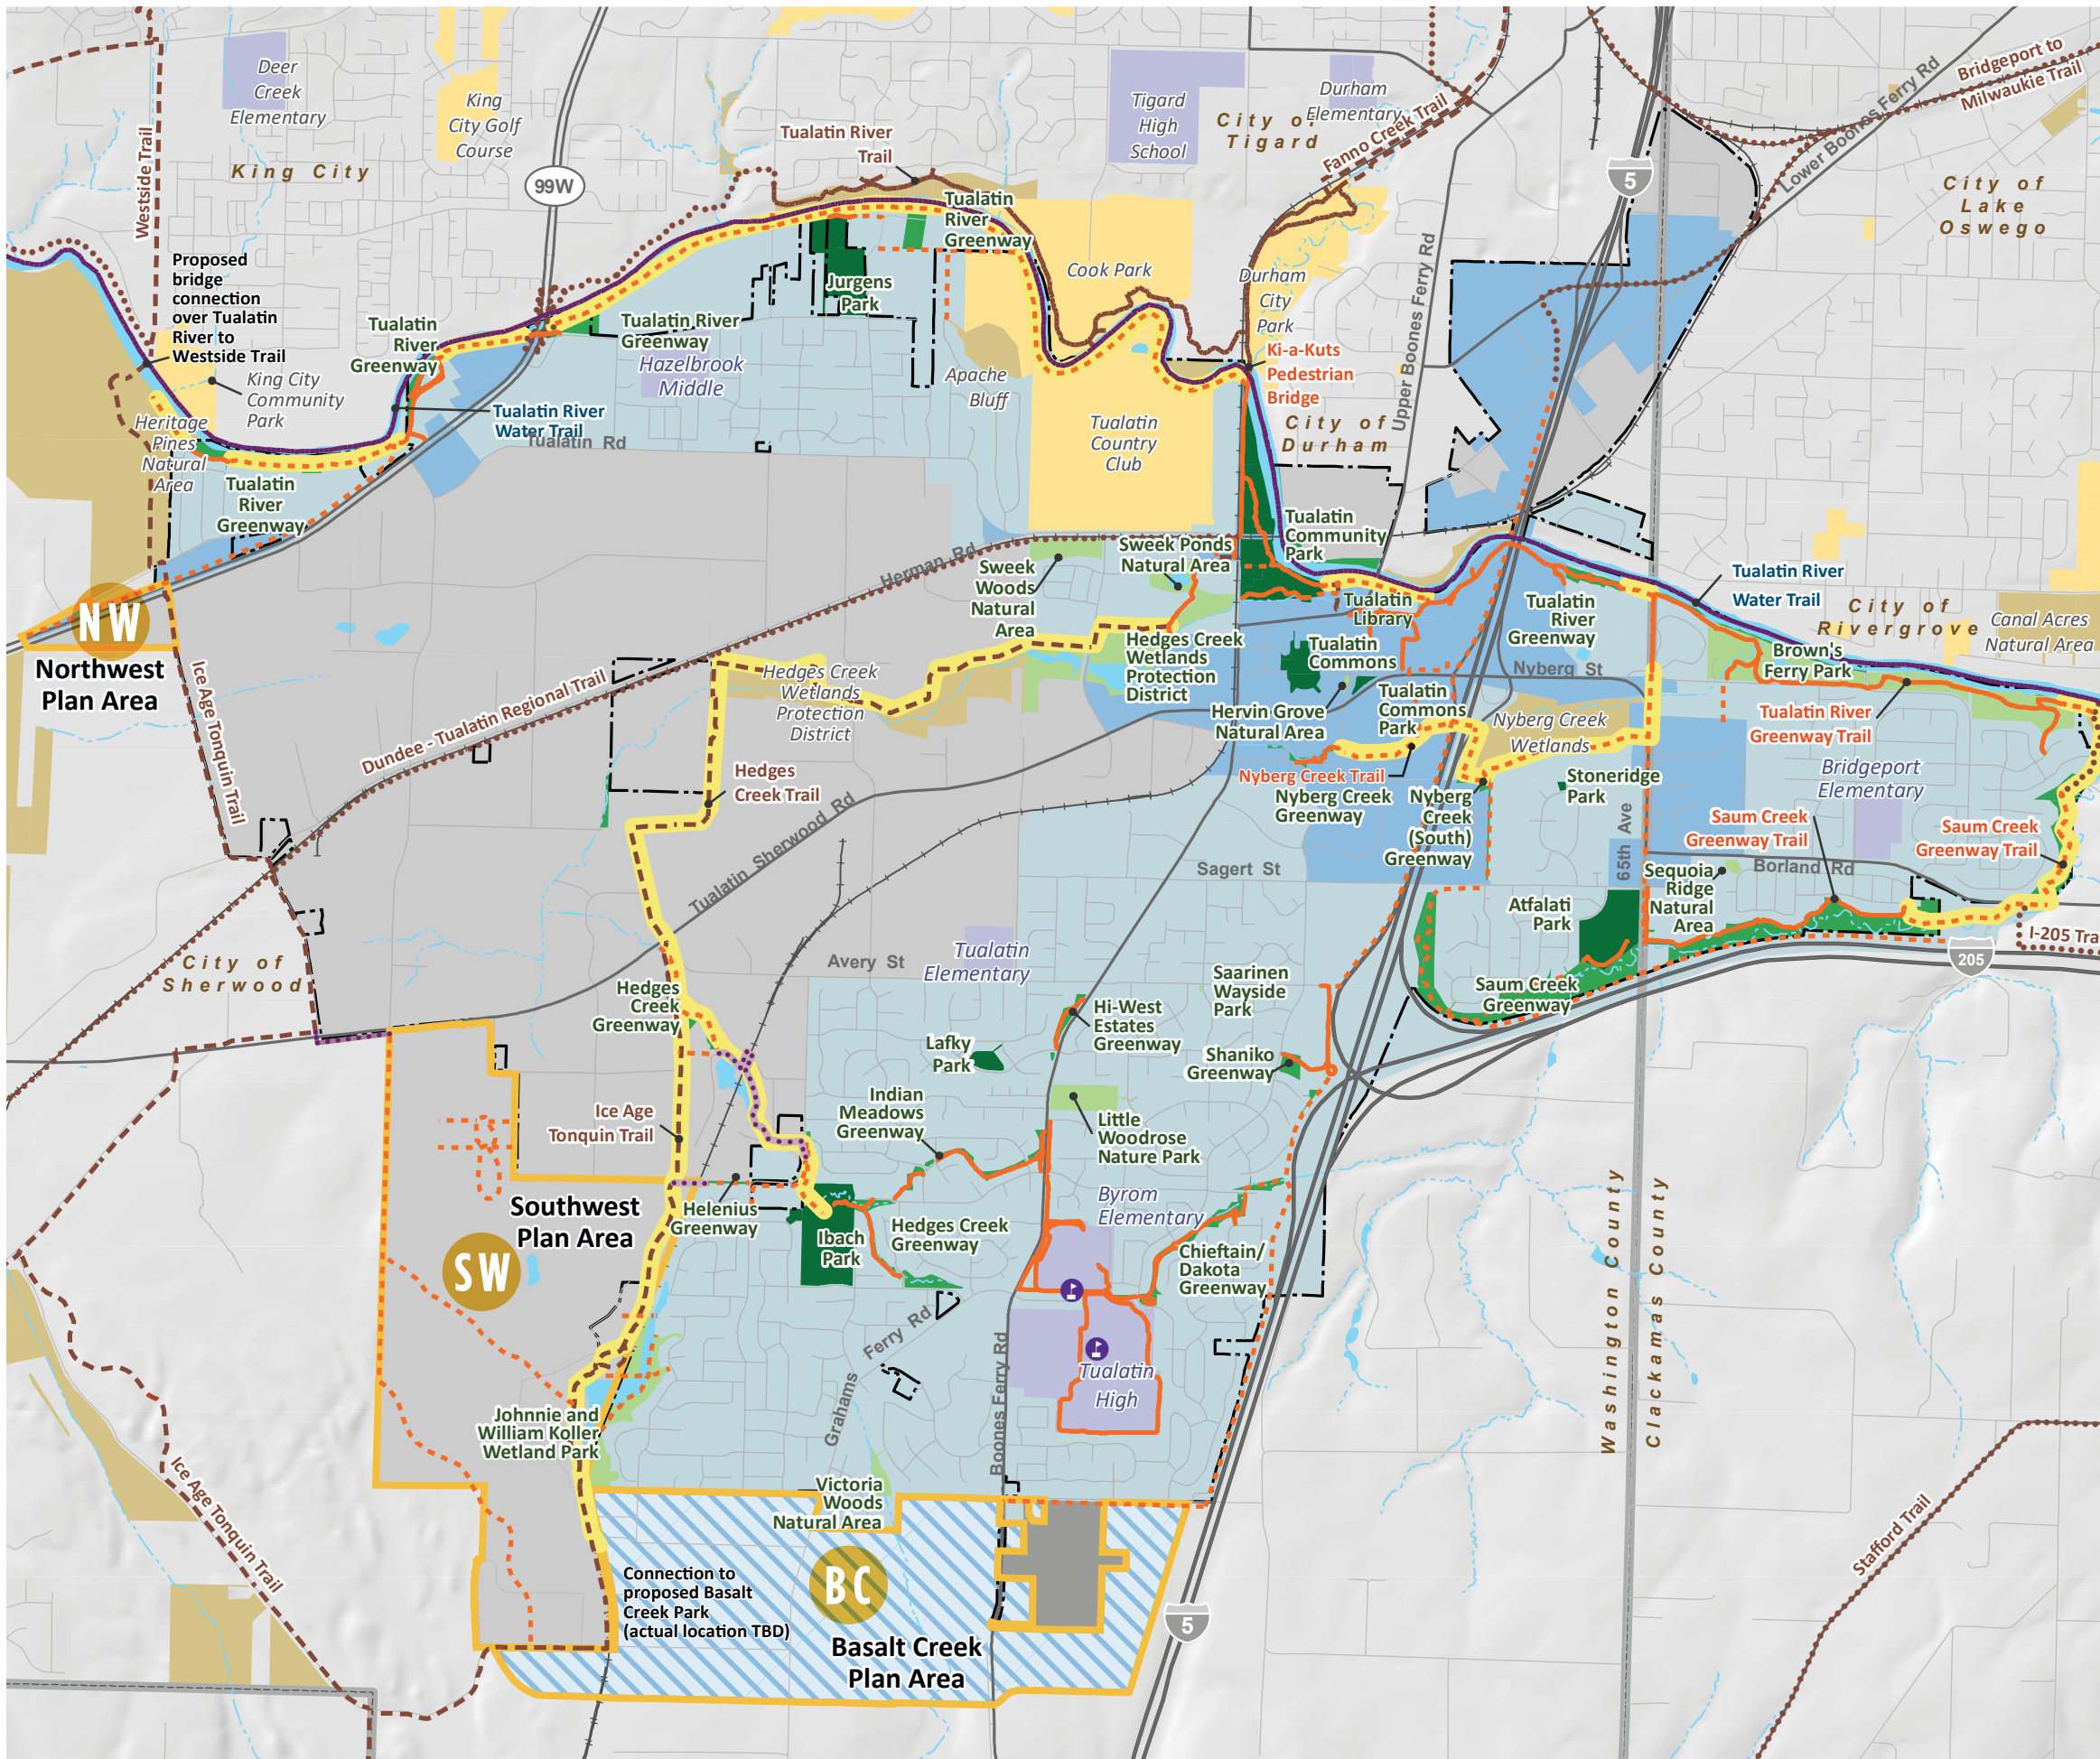 Deer
Creek
Elementary
King
City Golf
Course
King City
Westside Trail
99W
Tualatin River
Trail
Tigard
High
School
Durham
Elementary
City of
Tigard
Fanno Creek Trail
5
Bridgeport to
Milwaukie Trail
Lower Boones Ferry Rd
City of
Lake
Oswego
Proposed
bridge
connection
over Tualatin
River to
Westside Trail
King City
Community
Park
Heritage
Pines
Natural
Area
Tualatin
River
Greenway
Tualatin
River
Greenway
Tualatin River
Water Trail
Tualatin Rd
Tualatin River
Greenway
Hazelbrook
Middle
Jurgens
Park
Tualatin
River
Greenway
Cook Park
Apache
Bluff
Tualatin
Country
Club
Durham
City
Park
Ki-a-Kuts
Pedestrian
Bridge
City of
Durham
Upper Boones Ferry Rd
NW
Northwest
Plan Area
Ice Age Tonquin Trail
Dundee - Tualatin Regional Trail
Herman Rd
Sweek
Woods
Natural
Area
Sweek Ponds
Natural Area
Tualatin
Community
Park
Hedges Creek
Wetlands
Protection
District
Hedges Creek
Wetlands
Protection
District
Tualatin
Library
Tualatin
Commons
Hervin Grove
Natural Area
Tualatin
Commons
Park
Tualatin
River
Greenway
Nyberg St
Nyberg Creek
Wetlands
Tualatin River
Water Trail
City of
Rivergrove
Canal Acres
Natural Area
Brown's
Ferry Park
Tualatin River
Greenway Trail
Bridgeport
Elementary
Hedges
Creek Trail
Tualatin Sherwood Rd
Nyberg Creek Trail
Nyberg Creek
Greenway
Nyberg
Creek
(South)
Greenway
Stoneridge
Park
65th Ave
Saum Creek
Greenway Trail
Saum Creek
Greenway Trail
Borland Rd
Sagert St
Sequoia
Ridge
Natural
Area
Atfalati
Park
I-205 Tra
205
Saum Creek
Greenway
City of
Sherwood
Avery St
Tualatin
Elementary
Hedges
Creek
Greenway
Saarinen
Wayside
Park
Hi-West
Estates
Greenway
Lafky
Park
Shaniko
Greenway
Indian
Meadows
Greenway
Little
Woodrose
Nature Park
Ice Age
Tonquin Trail
Southwest
Plan Area
SW
Helenius
Greenway
Ibach
Park
Hedges Creek
Greenway
Byrom
Elementary
Chieftain/
Dakota
Greenway
Washington County
Clackamas County
Grahams
Ferry Rd
Boones Ferry Rd
Tualatin
High
Johnnie and
William Koller
Wetland Park
Victoria
Woods
Natural Area
Ice Age Tonquin Trail
Connection to
proposed Basalt
Creek Park
(actual location TBD)
BC
Basalt Creek
Plan Area
5
Stafford Trail